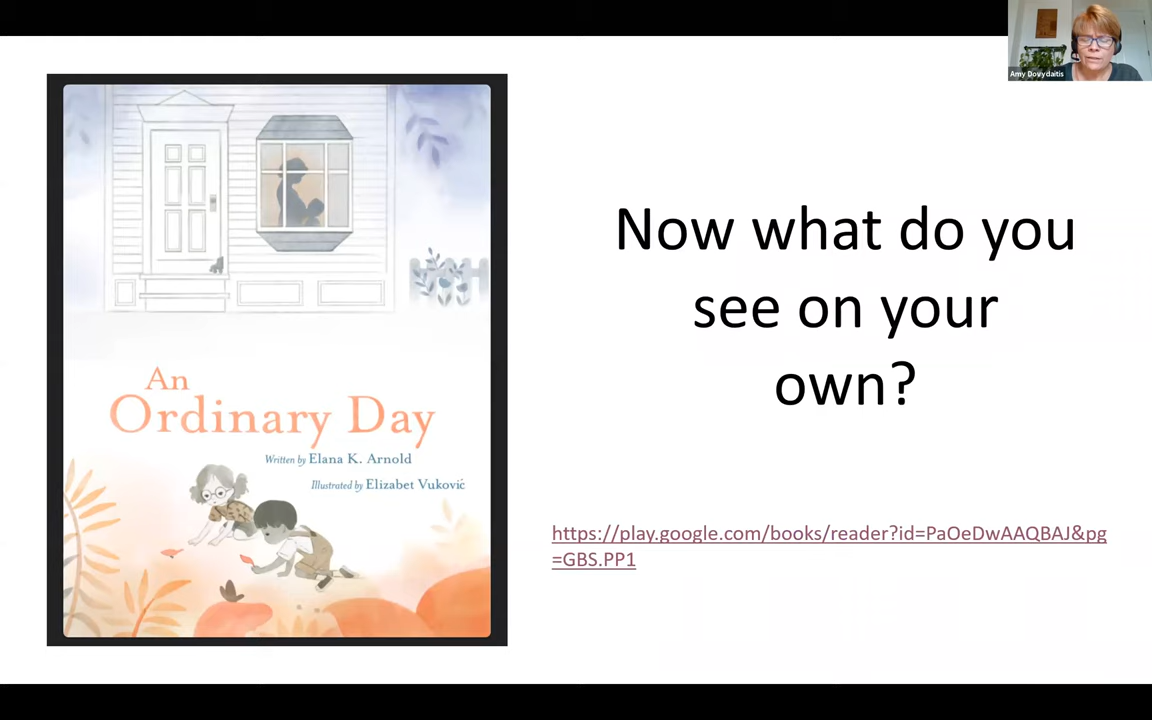 Amy Dovydaitis
An
Ordinary Day
Written by Elana K. Arnold
Illustrated by Elizabet Vuković
Now what do you
see on your
own?
https://play.google.com/books/reader?id=PaOeDwAAQBAJ&pg
=GBS.PP1